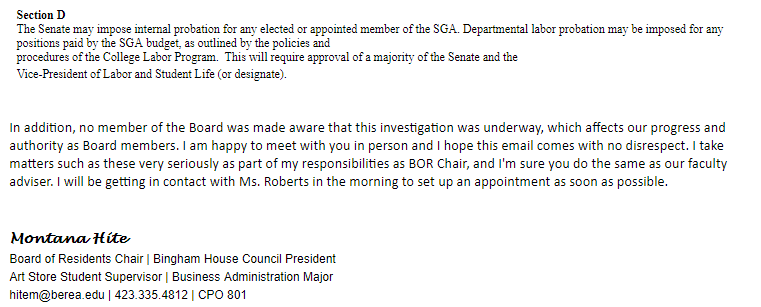 Section D
The Senate may impose internal probation for any elected or appointed member of the SGA. Departmental labor probation may be imposed for any
positions paid by the SGA budget, as outlined by the policies and
procedures of the College Labor Program.  This will require approval of a majority of the Senate and the
Vice-President of Labor and Student Life (or designate).
In addition, no member of the Board was made aware that this investigation was underway, which affects our progress and
authority as Board members. I am happy to meet with you in person and I hope this email comes with no disrespect. I take
matters such as these very seriously as part of my responsibilities as BOR Chair, and I'm sure you do the same as our faculty
adviser. I will be getting in contact with Ms. Roberts in the morning to set up an appointment as soon as possible.
Montana Hite
Board of Residents Chair | Bingham House Council President
Art Store Student Supervisor | Business Administration Major
hitem@berea.edu | 423.335.4812 | CPO 801